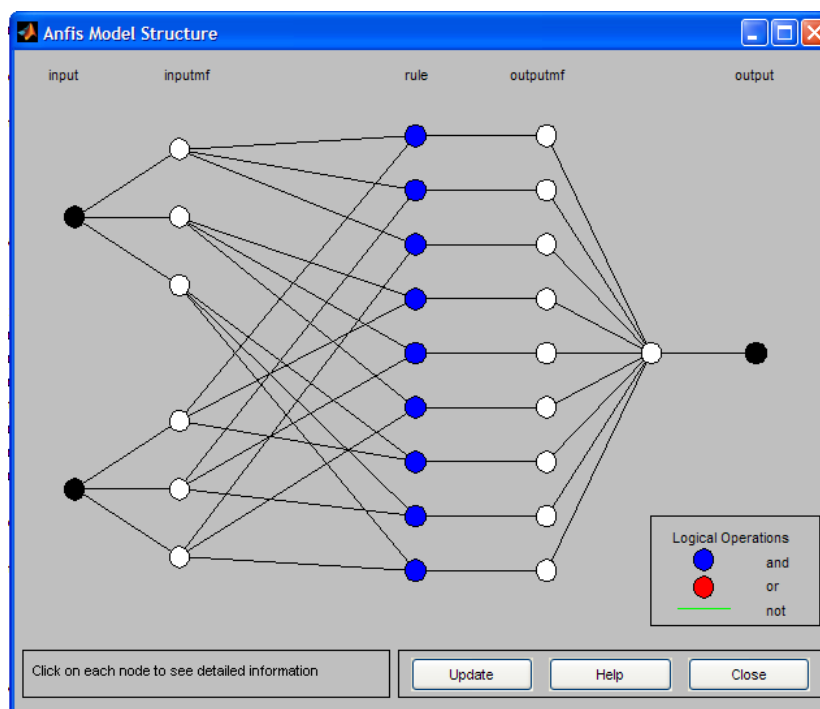 Anfis Model Structure
input inputmf rule outputmf output
Logical Operations
and
or
not
Click on each node to see detailed information
Update Help Close